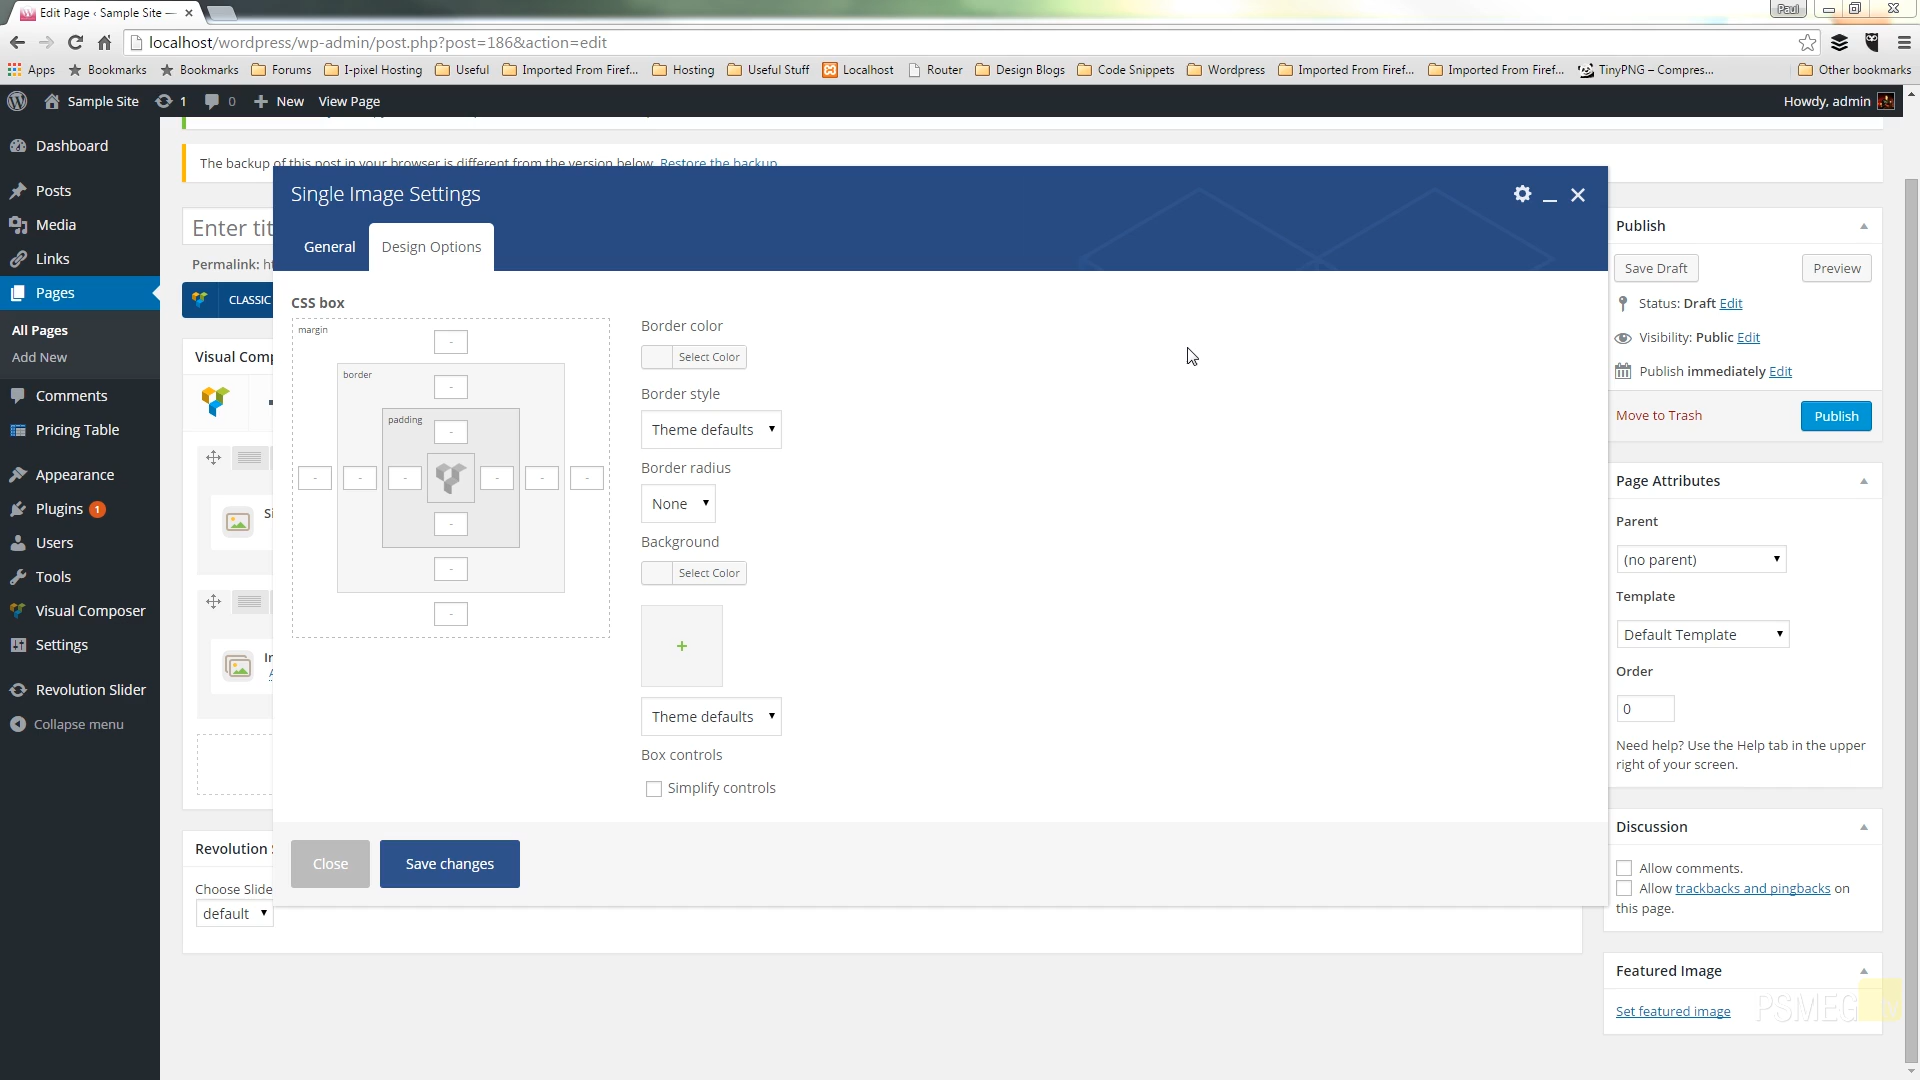 Edit Page ‹ Sample Site —
Paul
localhost/wordpress/wp-admin/post.php?post=186&action=edit
Apps
Bookmarks
Bookmarks
Forums
I-pixel Hosting
Useful
Imported From Firef...
Hosting
Useful Stuff
Localhost
Router
Design Blogs
Code Snippets
Wordpress
Imported From Firef...
Imported From Firef...
TinyPNG – Compres...
Other bookmarks
Sample Site
1
0
New
View Page
Howdy, admin
Dashboard
Posts
Media
Links
Pages
All Pages
Add New
Comments
Pricing Table
Appearance
Plugins 1
Users
Tools
Visual Composer
Settings
Revolution Slider
Collapse menu
The backup of this post in your browser is different from the version below. Restore the backup
Enter tit
Permalink: h
CLASSIC
Visual Comp
Revolution
Choose Slide
default
Single Image Settings
General
Design Options
CSS box
margin
border
padding
Border color
Select Color
Border style
Theme defaults
Border radius
None
Background
Select Color
+
Theme defaults
Box controls
Simplify controls
Close
Save changes
Publish
Save Draft
Preview
Status: Draft Edit
Visibility: Public Edit
Publish immediately Edit
Move to Trash
Publish
Page Attributes
Parent
(no parent)
Template
Default Template
Order
0
Need help? Use the Help tab in the upper
right of your screen.
Discussion
Allow comments.
Allow trackbacks and pingbacks on
this page.
Featured Image
Set featured image
PSMEG